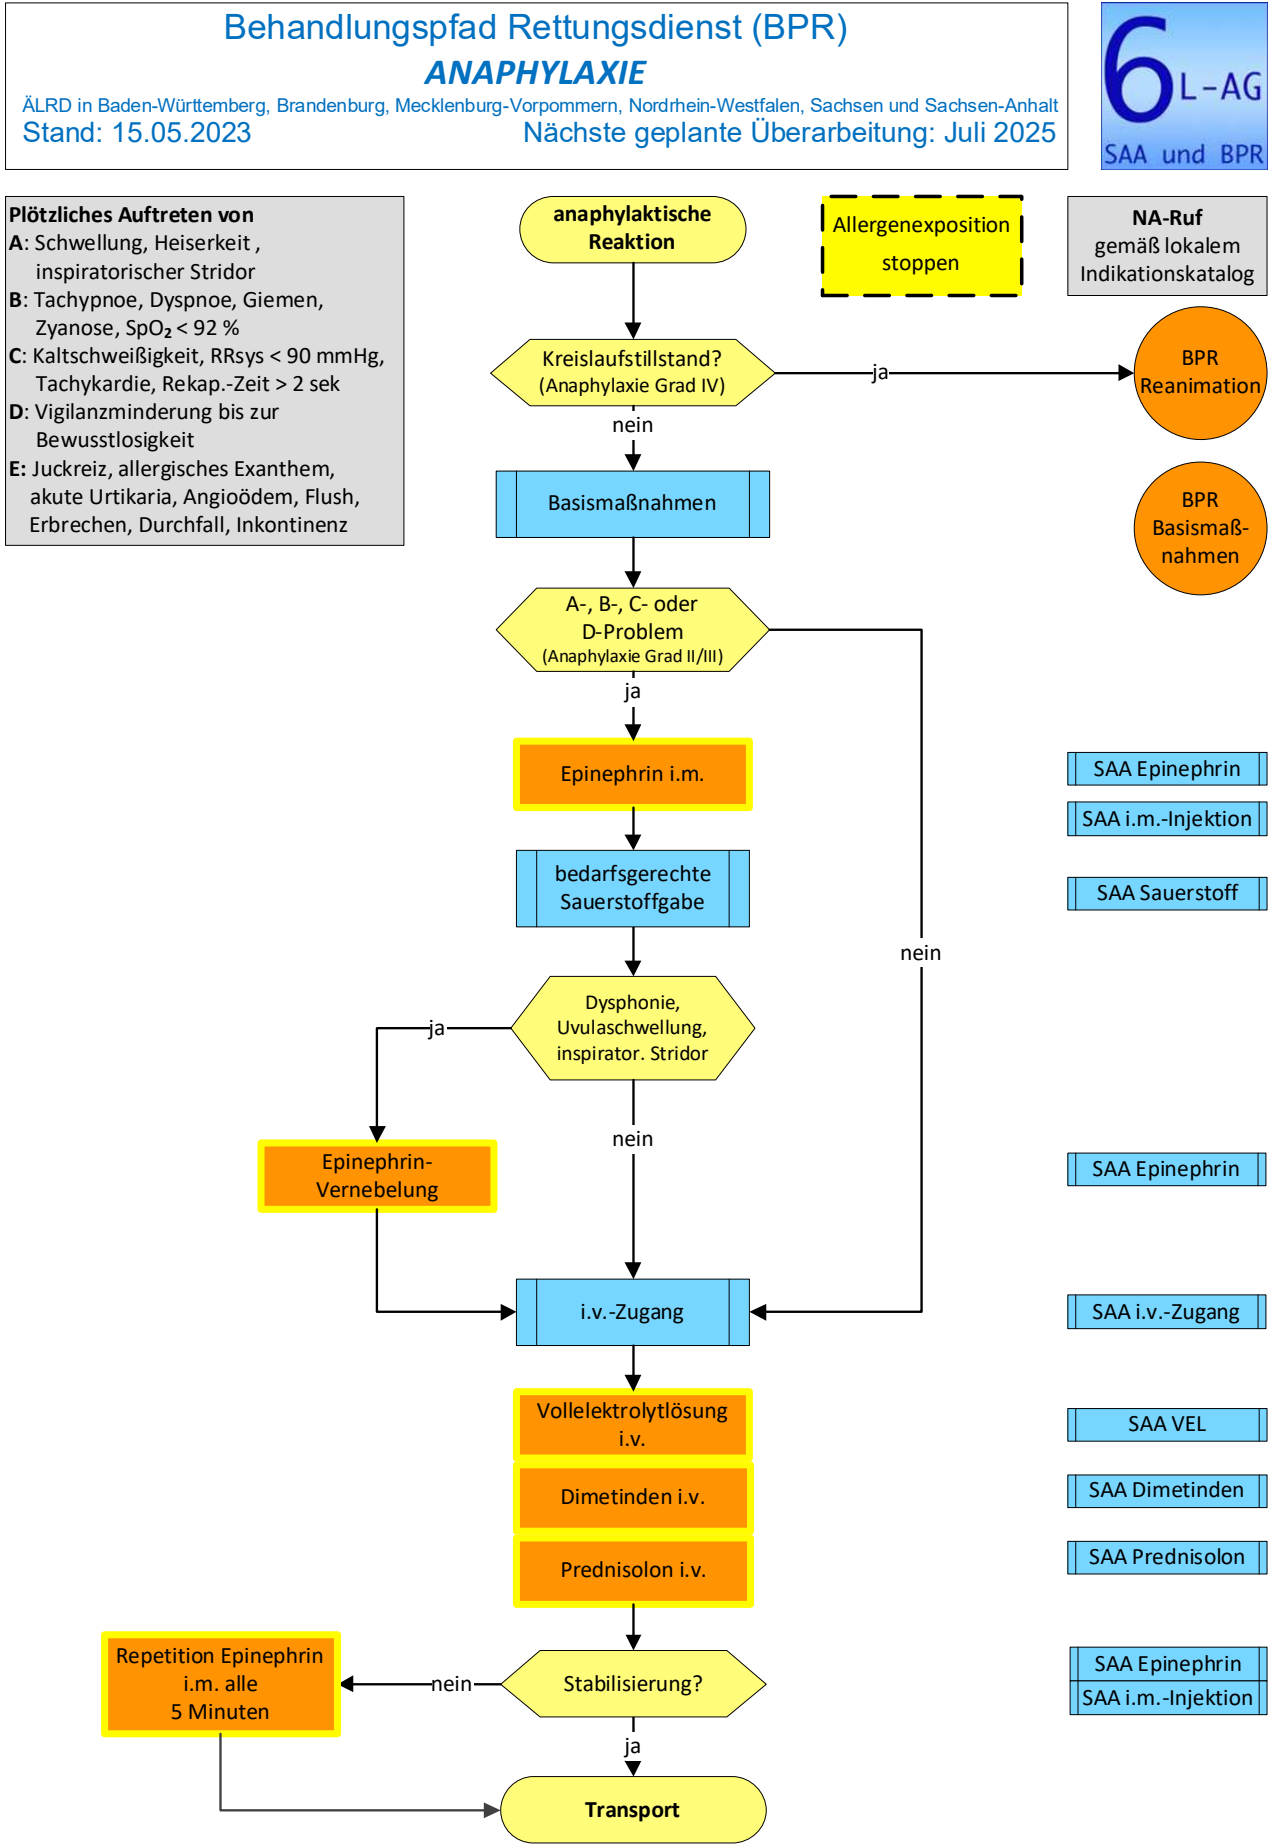 Behandlungspfad Rettungsdienst (BPR)
ANAPHYLAXIE
ÄLRD in Baden-Württemberg, Brandenburg, Mecklenburg-Vorpommern, Nordrhein-Westfalen, Sachsen und Sachsen-Anhalt
Stand: 15.05.2023 Nächste geplante Überarbeitung: Juli 2025
6L-AG
SAA und BPR
Plötzliches Auftreten von
A: Schwellung, Heiserkeit ,
inspiratorischer Stridor
B: Tachypnoe, Dyspnoe, Giemen,
Zyanose, SpO₂ < 92 %
C: Kaltschweißigkeit, RRsys < 90 mmHg,
Tachykardie, Rekap.-Zeit > 2 sek
D: Vigilanzminderung bis zur
Bewusstlosigkeit
E: Juckreiz, allergisches Exanthem,
akute Urtikaria, Angioödem, Flush,
Erbrechen, Durchfall, Inkontinenz
anaphylaktische
Reaktion
Allergenexposition
stoppen
NA-Ruf
gemäß lokalem
Indikationskatalog
Kreislaufstillstand?
(Anaphylaxie Grad IV)
ja
BPR
Reanimation
nein
Basismaßnahmen
BPR
Basismaß-
nahmen
A-, B-, C- oder
D-Problem
(Anaphylaxie Grad II/III)
ja
Epinephrin i.m.
SAA Epinephrin
SAA i.m.-Injektion
bedarfsgerechte
Sauerstoffgabe
SAA Sauerstoff
nein
Dysphonie,
Uvulaschwellung,
inspirator. Stridor
ja
nein
Epinephrin-
Vernebelung
SAA Epinephrin
i.v.-Zugang
SAA i.v.-Zugang
Vollelektrolytlösung
i.v.
SAA VEL
Dimetinden i.v.
SAA Dimetinden
Prednisolon i.v.
SAA Prednisolon
Stabilisierung?
nein
Repetition Epinephrin
i.m. alle
5 Minuten
SAA Epinephrin
SAA i.m.-Injektion
ja
Transport